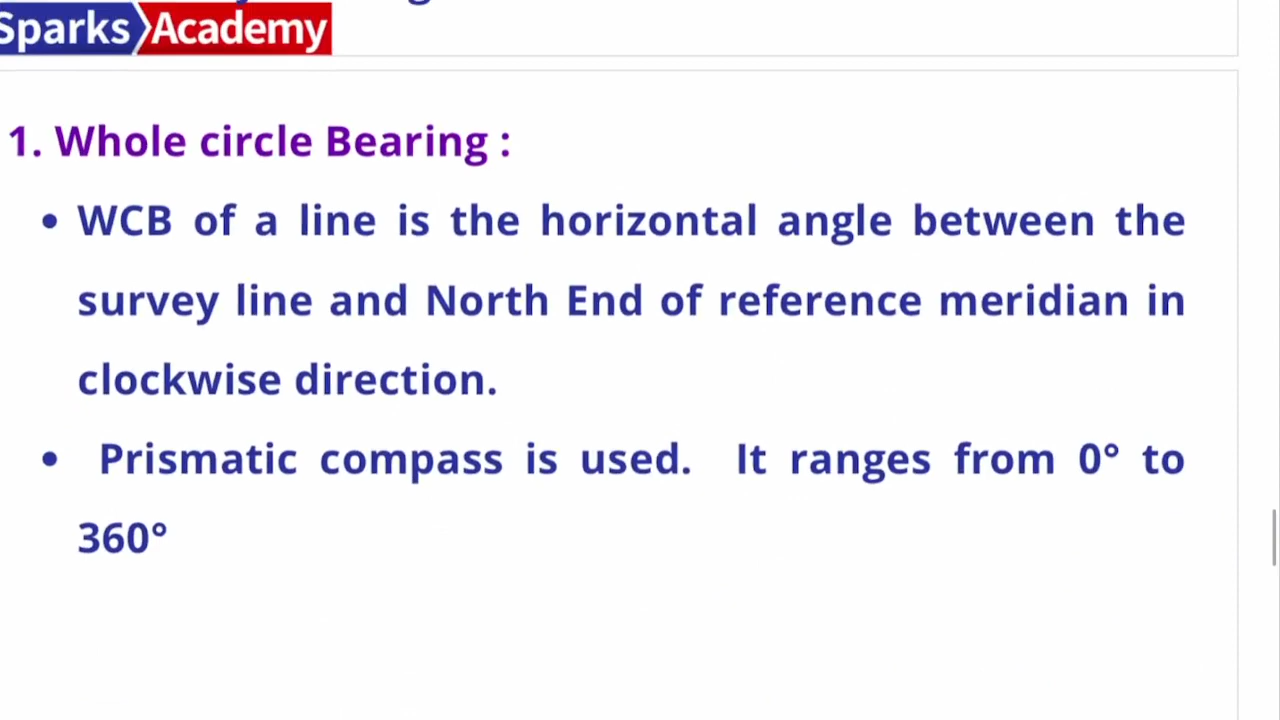 Sparks Academy
1. Whole circle Bearing :
• WCB of a line is the horizontal angle between the
survey line and North End of reference meridian in
clockwise direction.
• Prismatic compass is used. It ranges from 0° to
360°